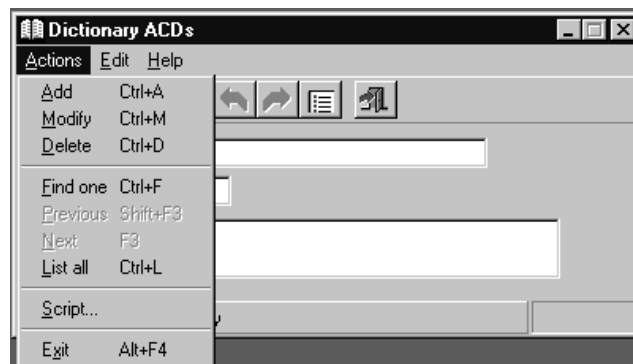 Dictionary ACDs
Actions Edit Help
Add Ctrl+A
Modify Ctrl+M
Delete Ctrl+D
Find one Ctrl+F
Previous Shift+F3
Next F3
List all Ctrl+L
Script...
Exit Alt+F4